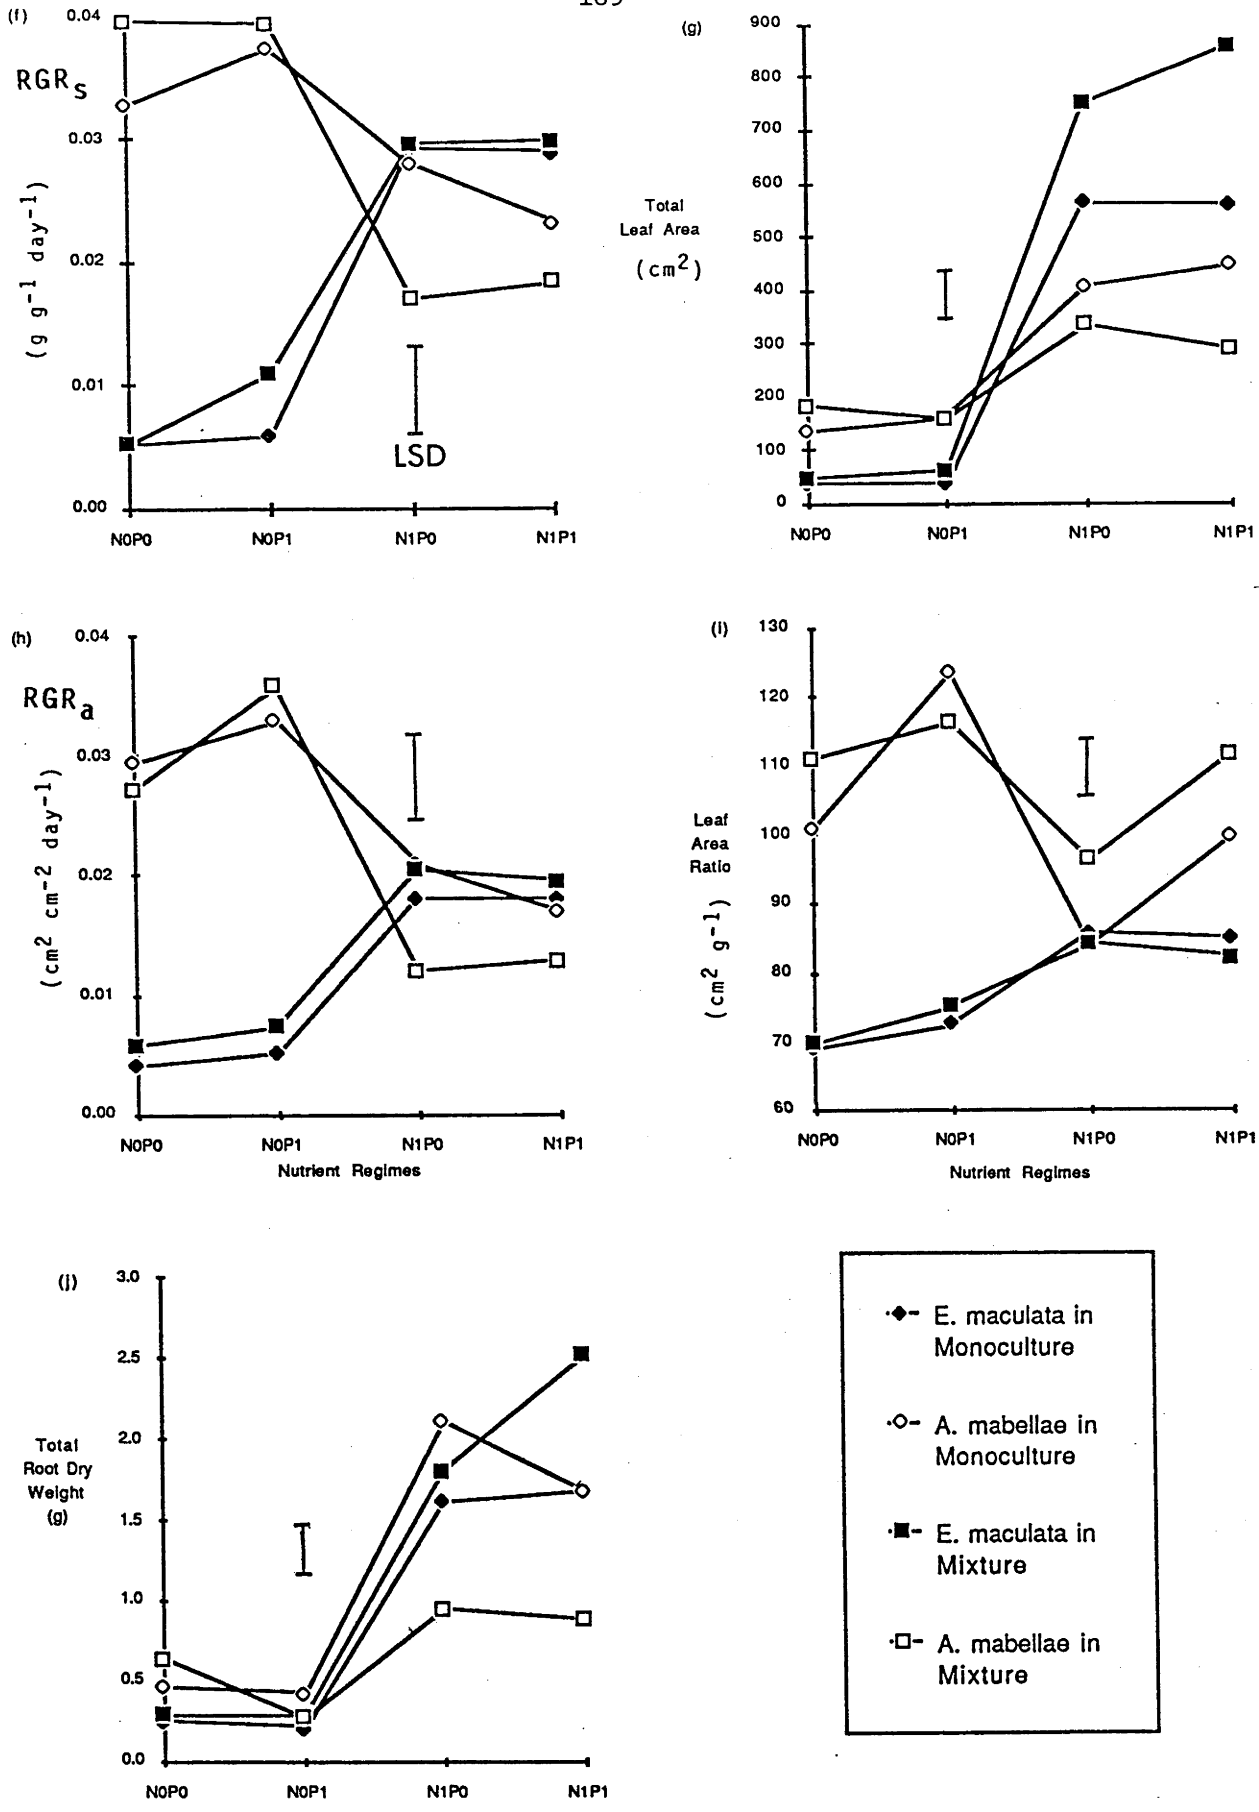 (f)
0.04
RGRs
0.03
(g g-1 day-1)
0.02
0.01
LSD
0.00
N0P0 N0P1 N1P0 N1P1
(g)
900
800
700
600
Total
Leaf Area
(cm2)
500
400
300
200
100
0
N0P0 N0P1 N1P0 N1P1
(h)
0.04
RGRa
0.03
(cm2 cm-2 day-1)
0.02
0.01
0.00
N0P0 N0P1 N1P0 N1P1
Nutrient Regimes
(i)
130
120
110
Leaf
Area
Ratio
(cm2 g-1)
100
90
80
70
60
N0P0 N0P1 N1P0 N1P1
Nutrient Regimes
(j)
3.0
2.5
2.0
Total
Root Dry
Weight
(g)
1.5
1.0
0.5
0.0
N0P0 N0P1 N1P0 N1P1
E. maculata in
Monoculture
A. mabellae in
Monoculture
E. maculata in
Mixture
A. mabellae in
Mixture